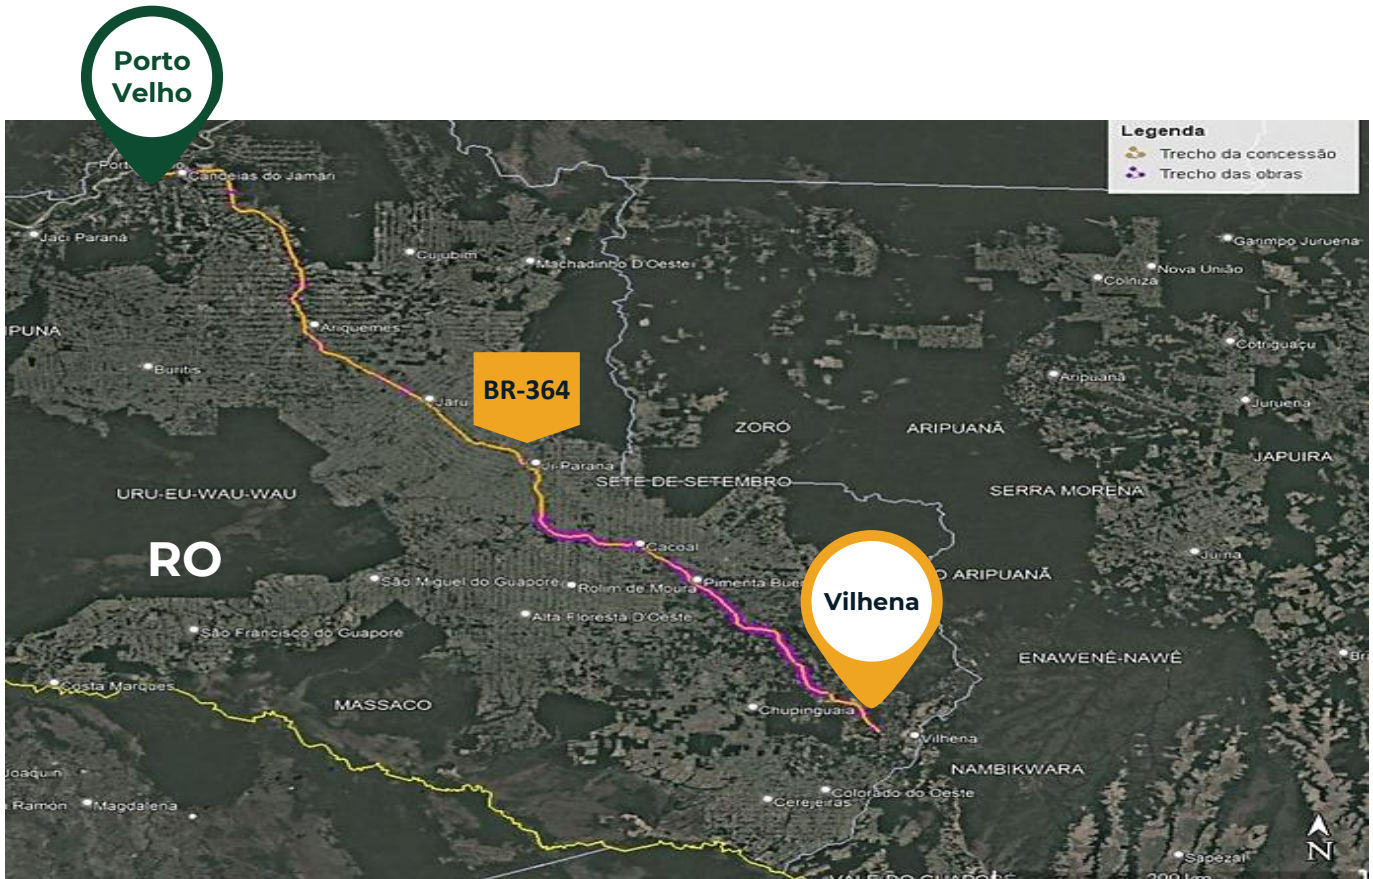 Porto
Velho
Legenda
Trecho da concessão
Trecho das obras
Candeias do Jamari
Jaci Paraná
Cujubim
Machadinho D'Oeste
Garimpo Juruena
Nova União
Colniza
Ariquemes
Cotriguaçu
Buritis
Aripuanã
BR-364
Jaru
Juruena
ZORÓ
ARIPUANÃ
JAPUIRA
Ji-Paraná
SETE DE SETEMBRO
URU-EU-WAU-WAU
SERRA MORENA
RO
Cacoal
Juína
São Miguel do Guaporé
Rolim de Moura
Pimenta Bue
O ARIPUANÃ
Vilhena
Alta Floresta D'Oeste
São Francisco do Guaporé
ENAWENÊ-NAWÊ
Costa Marques
MASSACO
Chupinguaia
Vilhena
Joaquin
NAMBIKWARA
Ramón
Magdalena
Colorado do Oeste
Cerejeiras
N
Sapezal